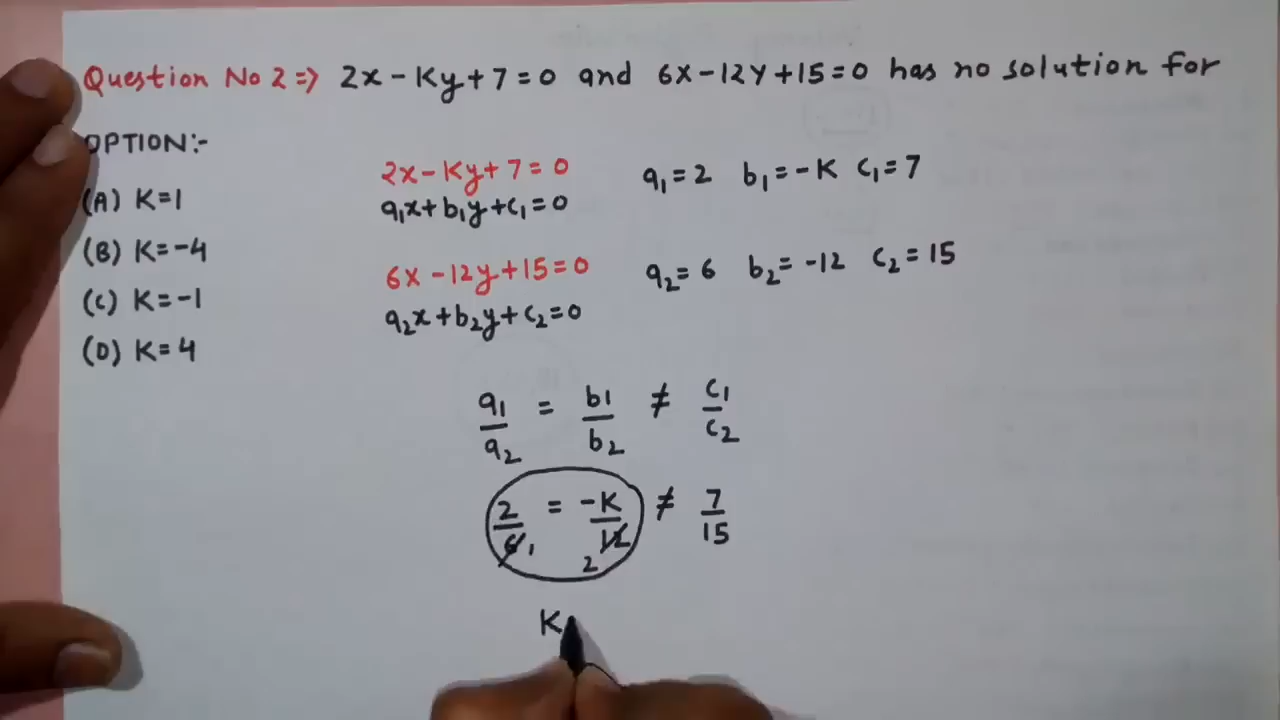 Question No 2 => 2x - Ky + 7 = 0 and 6x - 12y + 15 = 0 has no solution for
OPTION:-
(A) K=1
(B) K=-4
(C) K=-1
(D) K=4
2x - Ky + 7 = 0
a₁x + b₁y + c₁ = 0
a₁=2 b₁=-K c₁=7
6x - 12y + 15 = 0
a₂x + b₂y + c₂ = 0
a₂=6 b₂=-12 c₂=15
a₁/a₂ = b₁/b₂ ≠ c₁/c₂
2/6 1 = -K/12 2 ≠ 7/15
K